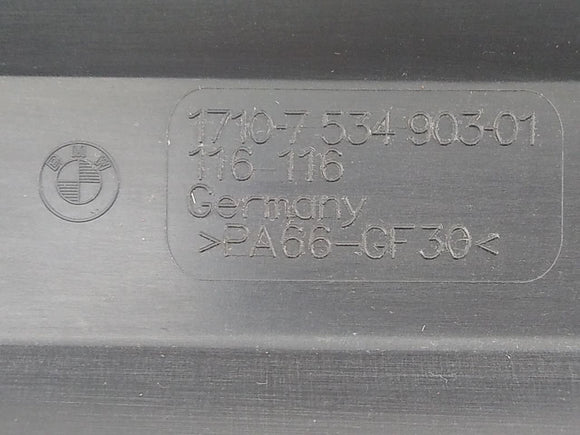 BMW
1710-7 534 903-01
116-116
Germany
>PA66-GF30<